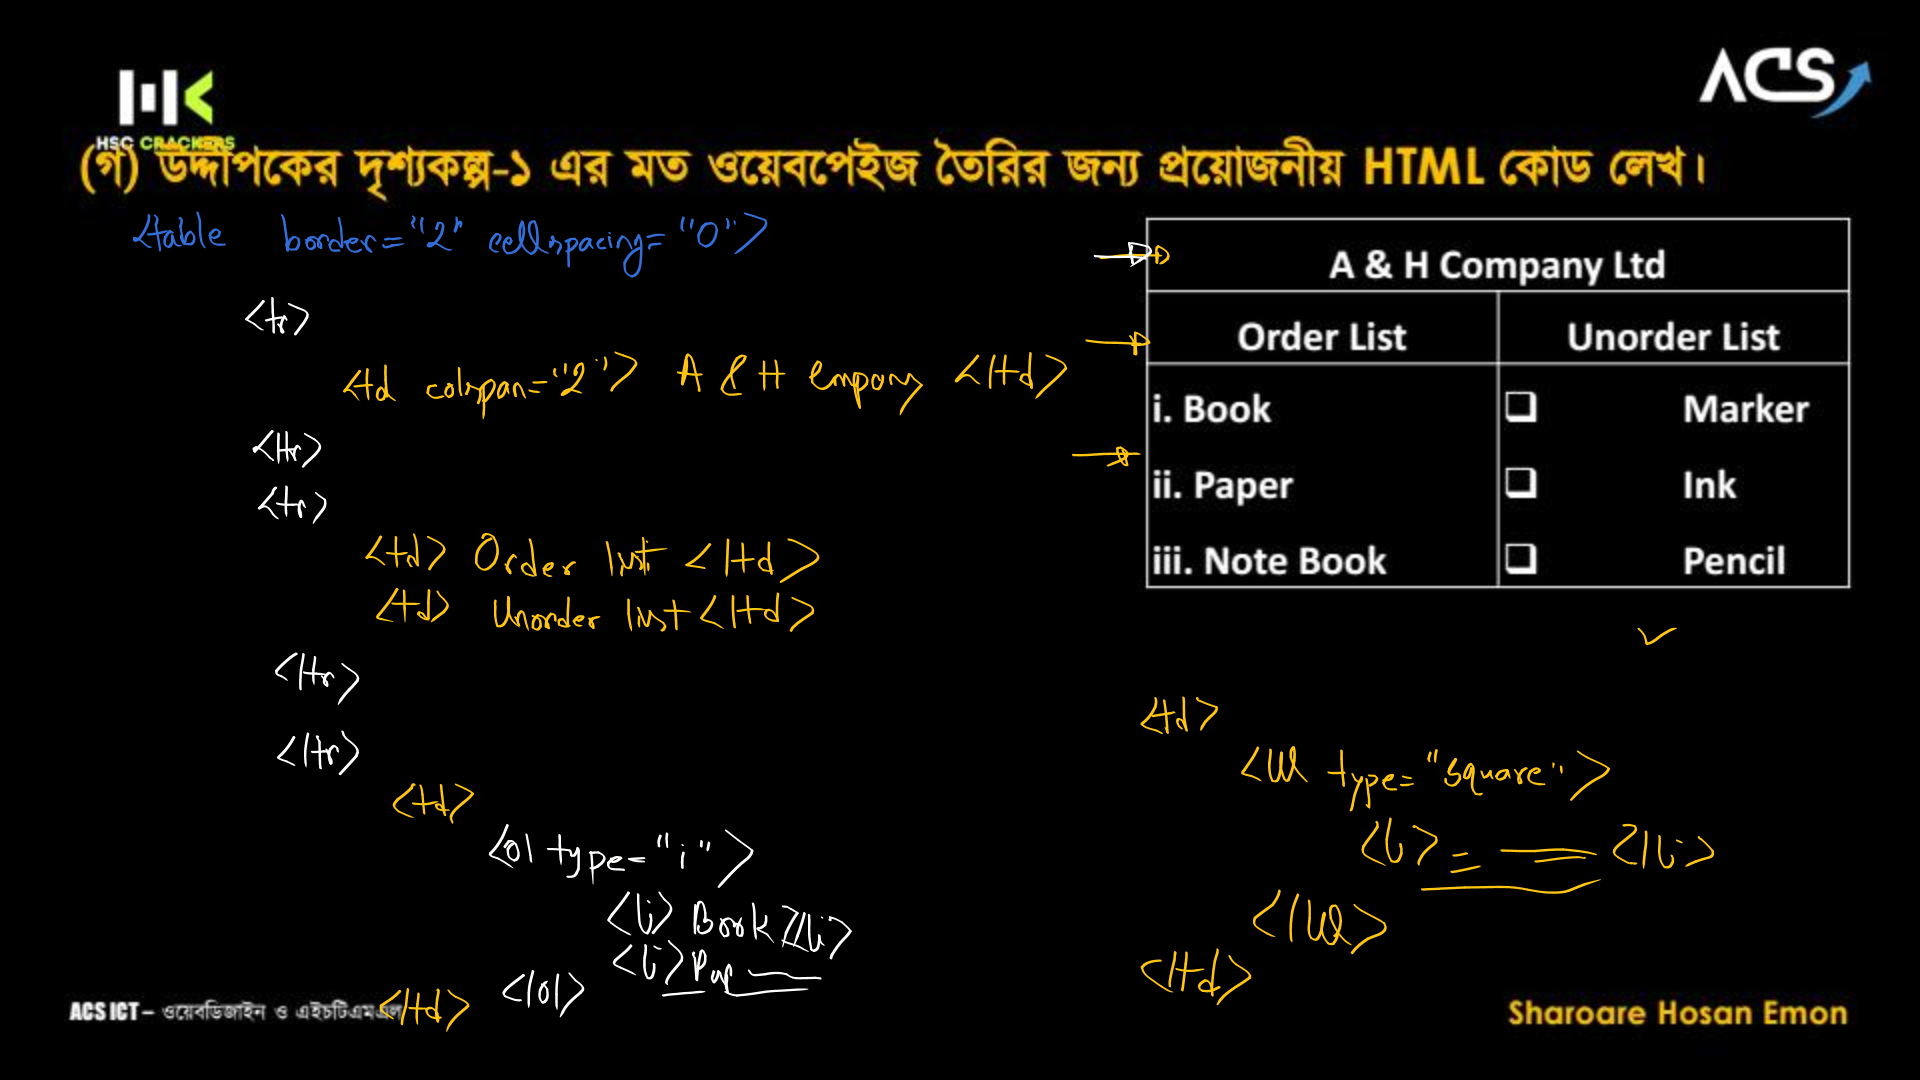 HSC CRACKERS
ACS
(গ) উদ্দীপকের দৃশ্যকল্প-১ এর মত ওয়েবপেইজ তৈরির জন্য প্রয়োজনীয় HTML কোড লেখ।
<table border="2" cellspacing="0">
<tr>
<td colspan="2"> A & H Company </td>
</tr>
<tr>
<td> Order list </td>
<td> Unorder list </td>
</tr>
</tr>
<td>
<ol type="i">
<li> Book </li>
<li> Pap
</ol>
</td>
A & H Company Ltd
Order List Unorder List
i. Book ❑ Marker
ii. Paper ❑ Ink
iii. Note Book ❑ Pencil
<td>
<ul type="square">
<li> </li>
</ul>
</td>
ACS ICT – ওয়েবডিজাইন ও এইচটিএমএল
Sharoare Hosan Emon